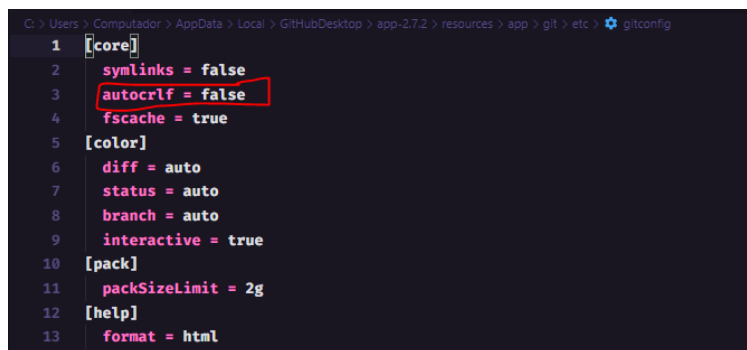 C: > Users > Computador > AppData > Local > GitHubDesktop > app-2.7.2 > resources > app > git > etc > gitconfig
1 [core]
2 symlinks = false
3 autocrlf = false
4 fscache = true
5 [color]
6 diff = auto
7 status = auto
8 branch = auto
9 interactive = true
10 [pack]
11 packSizeLimit = 2g
12 [help]
13 format = html